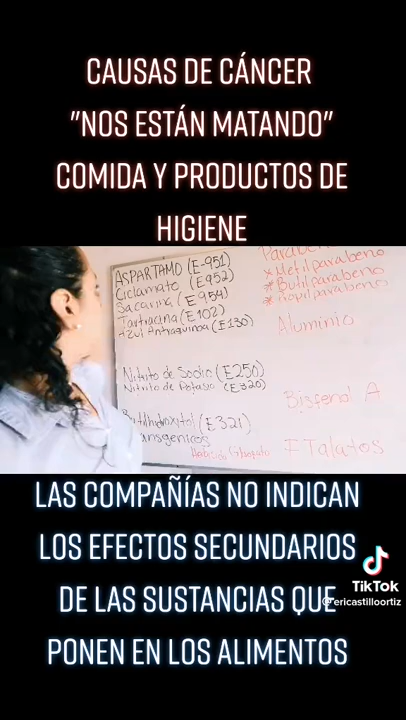 CAUSAS DE CÁNCER
"NOS ESTÁN MATANDO"
COMIDA Y PRODUCTOS DE
HIGIENE
ASPARTAMO (E-951)
Ciclamato (E952)
Sacarina (E954)
Tartracina (E102)
Azul Antraquinoa (E130)
Nitrito de Sodio (E250)
Nitrito de Potasio (E320)
(E321)
*Metilparabeno
*Butilparabeno
*Propilparabeno
Aluminio
Bisfenol A
FTalatos
LAS COMPAÑÍAS NO INDICAN
LOS EFECTOS SECUNDARIOS
DE LAS SUSTANCIAS QUE
PONEN EN LOS ALIMENTOS
TikTok
@ericastilloortiz